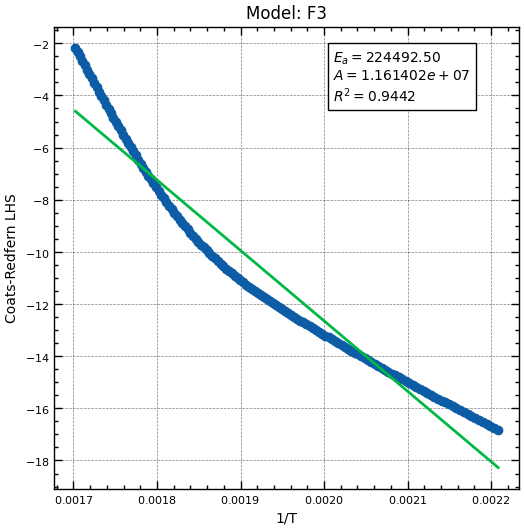 Model: F3
E_a = 224492.50
A = 1.161402e + 07
R^2 = 0.9442
Coats-Redfern LHS
−2
−4
−6
−8
−10
−12
−14
−16
−18
0.0017 0.0018 0.0019 0.0020 0.0021 0.0022
1/T